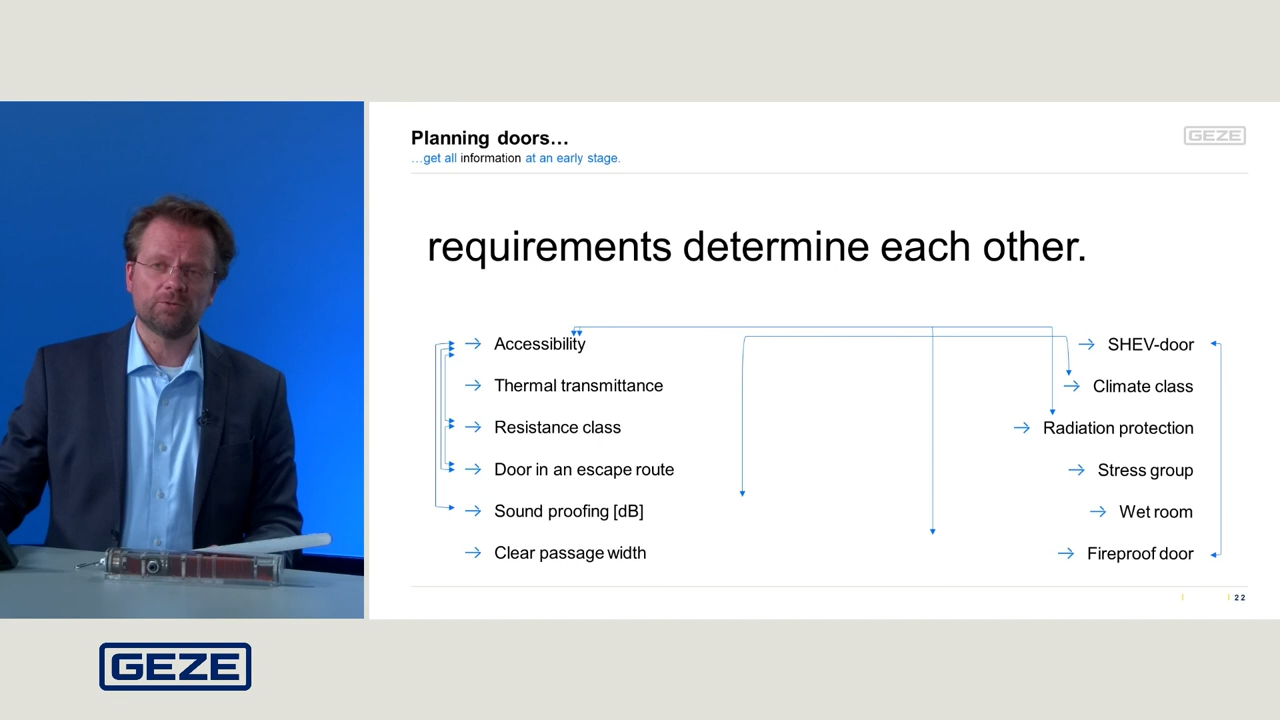 Planning doors…
…get all information at an early stage.
GEZE
requirements determine each other.
Accessibility
Thermal transmittance
Resistance class
Door in an escape route
Sound proofing [dB]
Clear passage width
SHEV-door
Climate class
Radiation protection
Stress group
Wet room
Fireproof door
22
GEZE